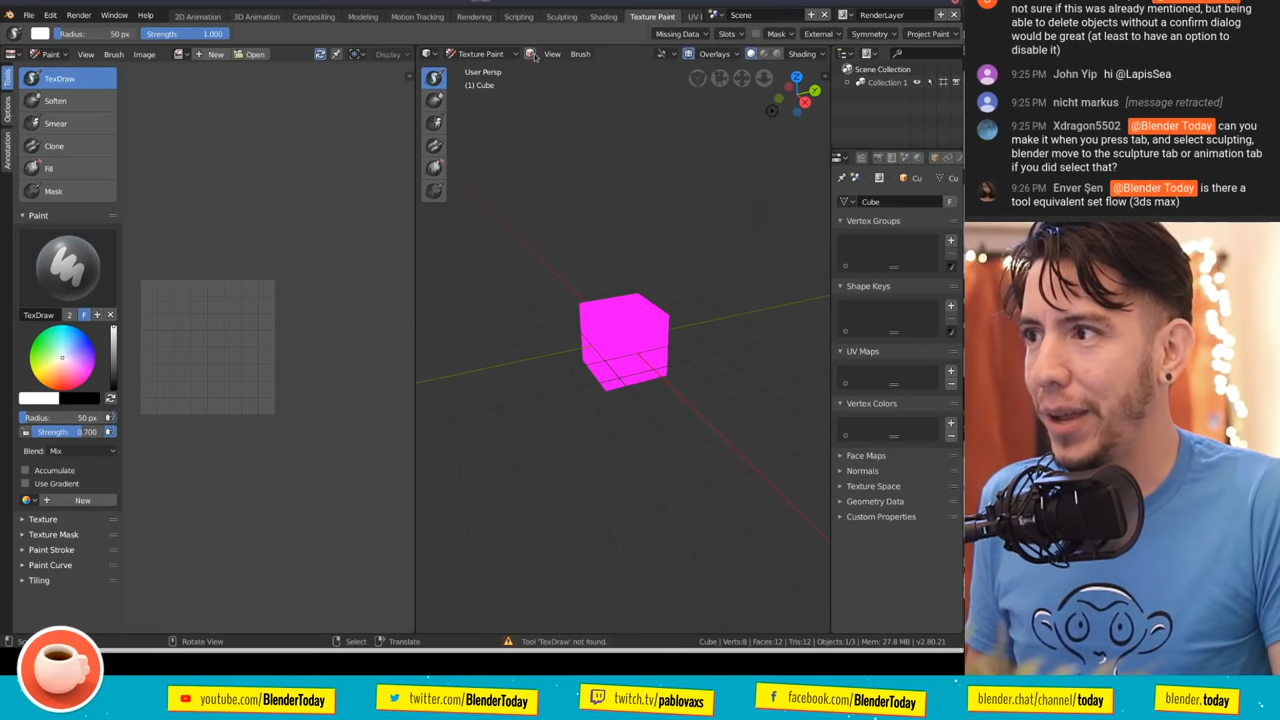 File Edit Render Window Help 2D Animation 3D Animation Compositing Modeling Motion Tracking Rendering Scripting Sculpting Shading Texture Paint UV Scene RenderLayer
Radius: 50 px Strength: 1.000 Missing Data Slots Mask External Symmetry Project Paint
Paint View Brush Image New Open Display Texture Paint View Brush Overlays Shading
Tools
Options
Annotation
TexDraw
Soften
Smear
Clone
Fill
Mask
Paint
TexDraw 2 F
Radius: 50 px
Strength: 0.700
Blend: Mix
Accumulate
Use Gradient
New
Texture
Texture Mask
Paint Stroke
Paint Curve
Tiling
User Persp
(1) Cube
Z
Y
X
Scene Collection
Collection 1
Cu Cu
Cube F
Vertex Groups
Shape Keys
UV Maps
Vertex Colors
Face Maps
Normals
Texture Space
Geometry Data
Custom Properties
Rotate View Select Translate Tool 'TexDraw' not found. Cube | Verts:8 | Faces:12 | Tris:12 | Objects:1/3 | Mem: 27.8 MB | v2.80.21
not sure if this was already mentioned, but being
able to delete objects without a confirm dialog
would be great (at least to have an option to
disable it)
9:25 PM John Yip hi @LapisSea
9:25 PM nicht markus [message retracted]
9:25 PM Xdragon5502 @Blender Today can you
make it when you press tab, and select sculpting,
blender move to the sculpture tab or animation tab
if you did select that?
9:26 PM Enver Şen @Blender Today is there a
tool equivalent set flow (3ds max)
youtube.com/BlenderToday twitter.com/BlenderToday twitch.tv/pablovaxs facebook.com/BlenderToday blender.chat/channel/today blender.today